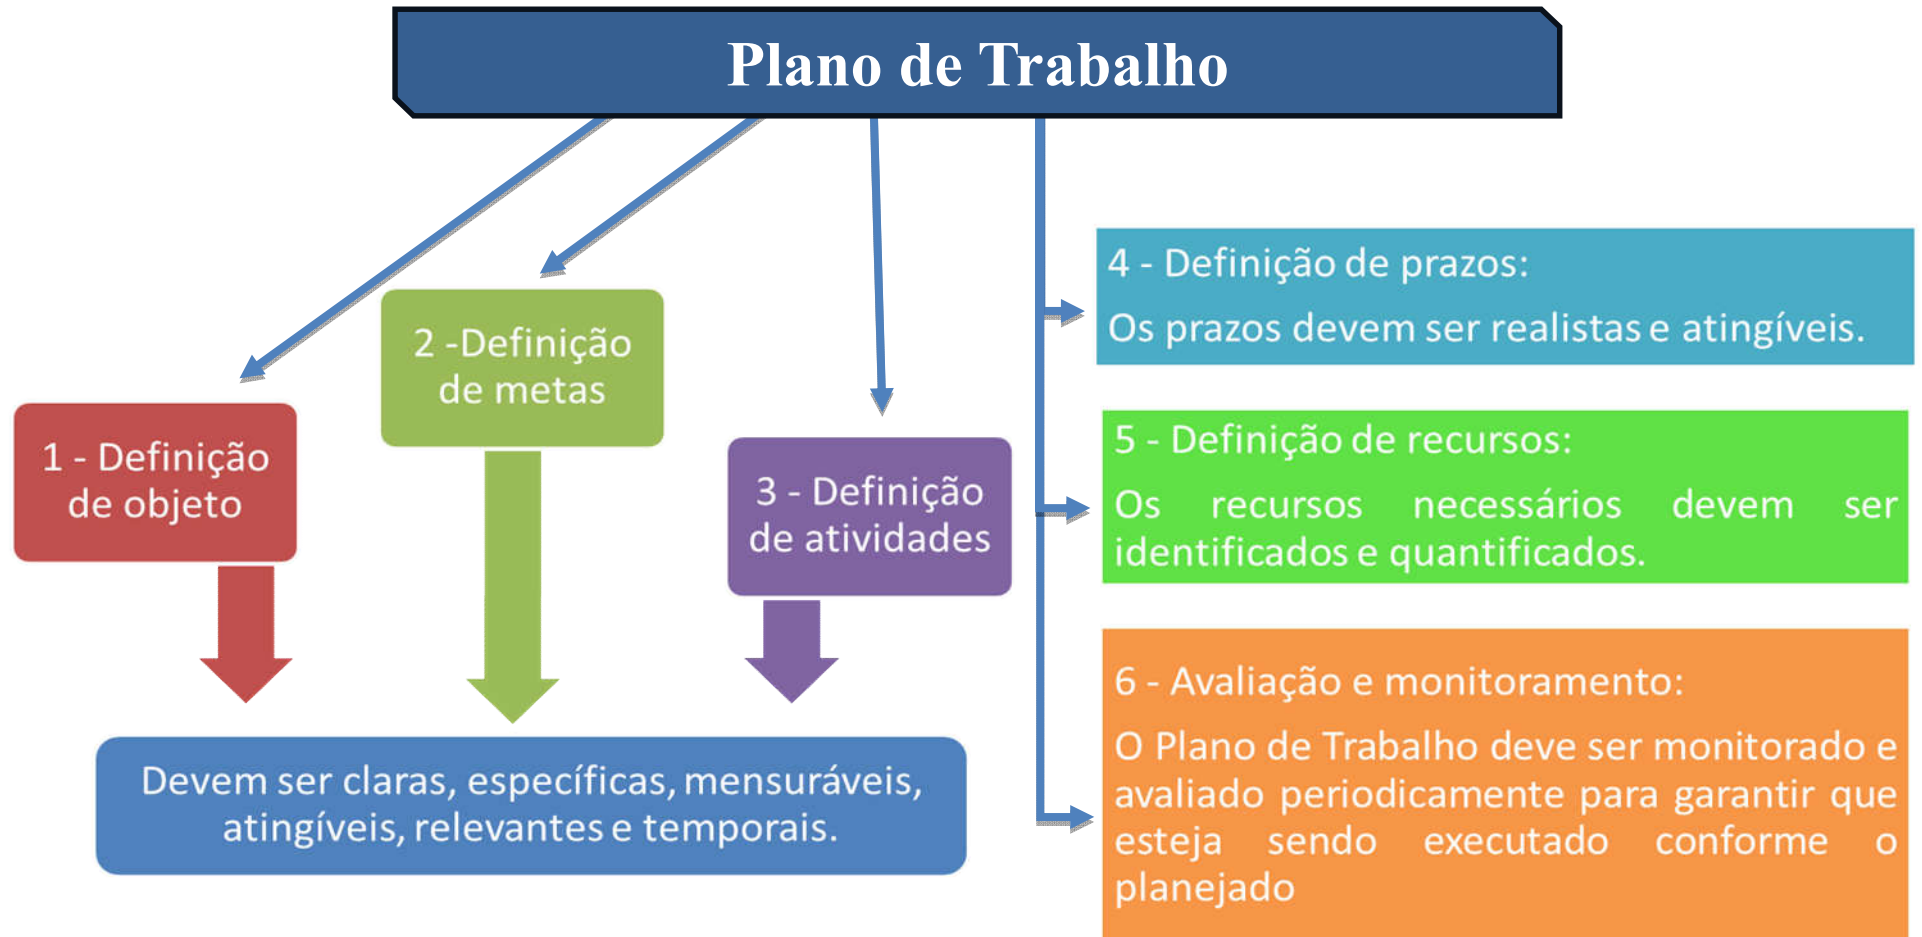 Plano de Trabalho
1 - Definição
de objeto
2 -Definição
de metas
3 - Definição
de atividades
Devem ser claras, específicas, mensuráveis,
atingíveis, relevantes e temporais.
4 - Definição de prazos:
Os prazos devem ser realistas e atingíveis.
5 - Definição de recursos:
Os recursos necessários devem ser
identificados e quantificados.
6 - Avaliação e monitoramento:
O Plano de Trabalho deve ser monitorado e
avaliado periodicamente para garantir que
esteja sendo executado conforme o
planejado